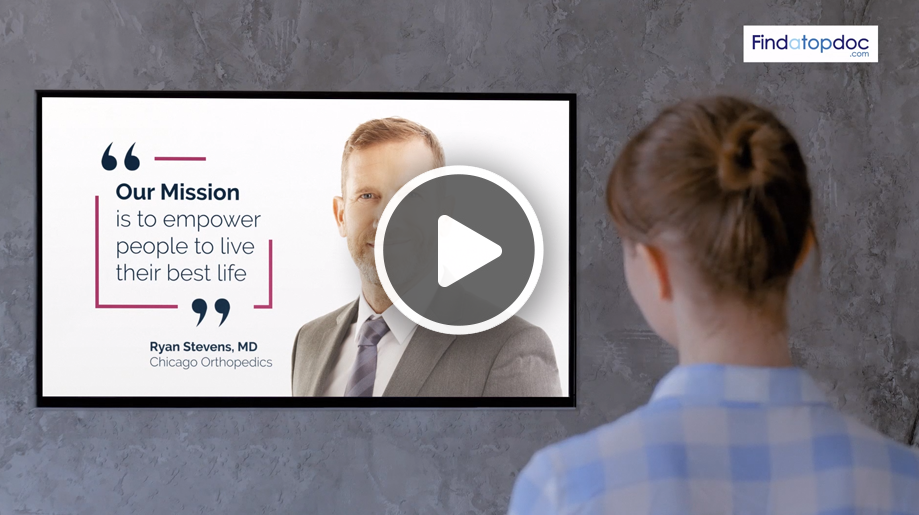 Findatopdoc
.com
“
Our Mission
is to empower
people to live
their best life
”
Ryan Stevens, MD
Chicago Orthopedics